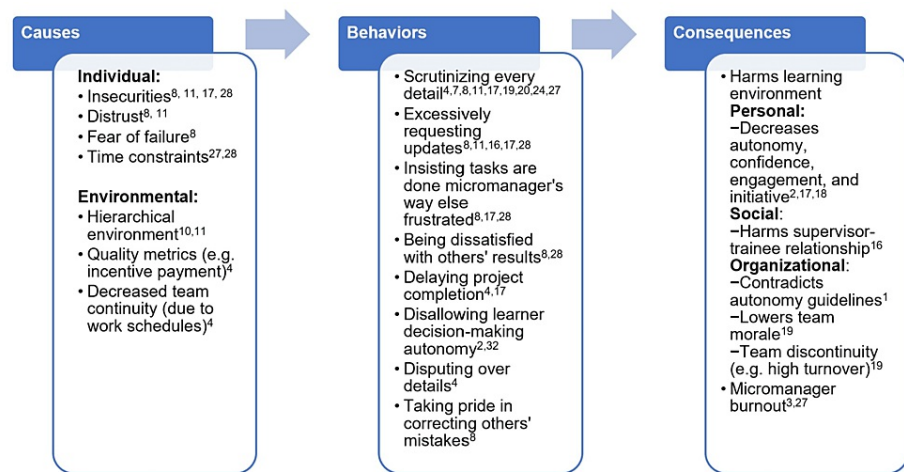 Causes
Individual:
• Insecurities8, 11, 17, 28
• Distrust8, 11
• Fear of failure8
• Time constraints27,28
Environmental:
• Hierarchical
environment10,11
• Quality metrics (e.g.
incentive payment)4
• Decreased team
continuity (due to
work schedules)4
Behaviors
• Scrutinizing every
detail4,7,8,11,17,19,20,24,27
• Excessively
requesting
updates8,11,16,17,28
• Insisting tasks are
done micromanager's
way else
frustrated8,17,28
• Being dissatisfied
with others' results8,28
• Delaying project
completion4,17
• Disallowing learner
decision-making
autonomy2,32
• Disputing over
details4
• Taking pride in
correcting others'
mistakes8
Consequences
• Harms learning
environment
Personal:
−Decreases
autonomy,
confidence,
engagement, and
initiative2,17,18
Social:
−Harms supervisor-
trainee relationship16
Organizational:
−Contradicts
autonomy guidelines1
−Lowers team
morale19
−Team discontinuity
(e.g. high turnover)19
• Micromanager
burnout3,27